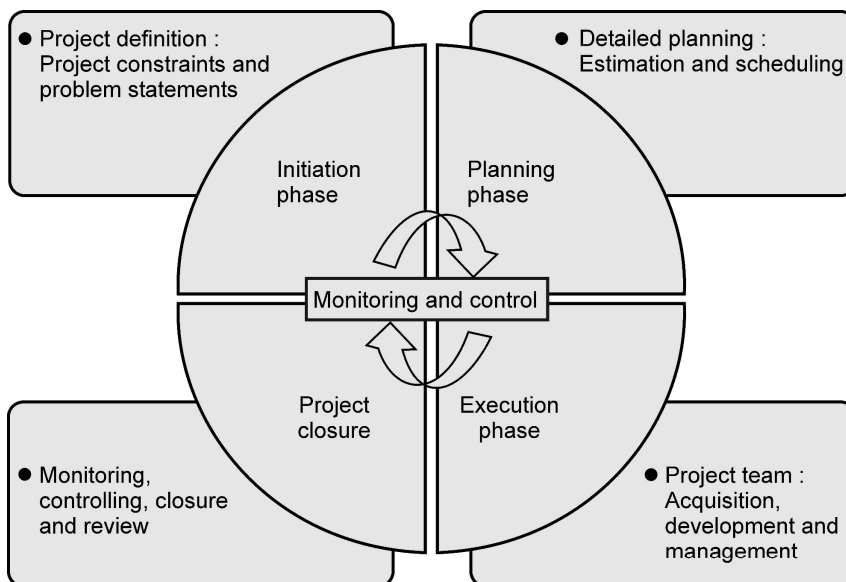 ● Project definition :
Project constraints and
problem statements
● Detailed planning :
Estimation and scheduling
Initiation
phase
Planning
phase
Monitoring and control
Project
closure
Execution
phase
● Monitoring,
controlling, closure
and review
● Project team :
Acquisition,
development and
management